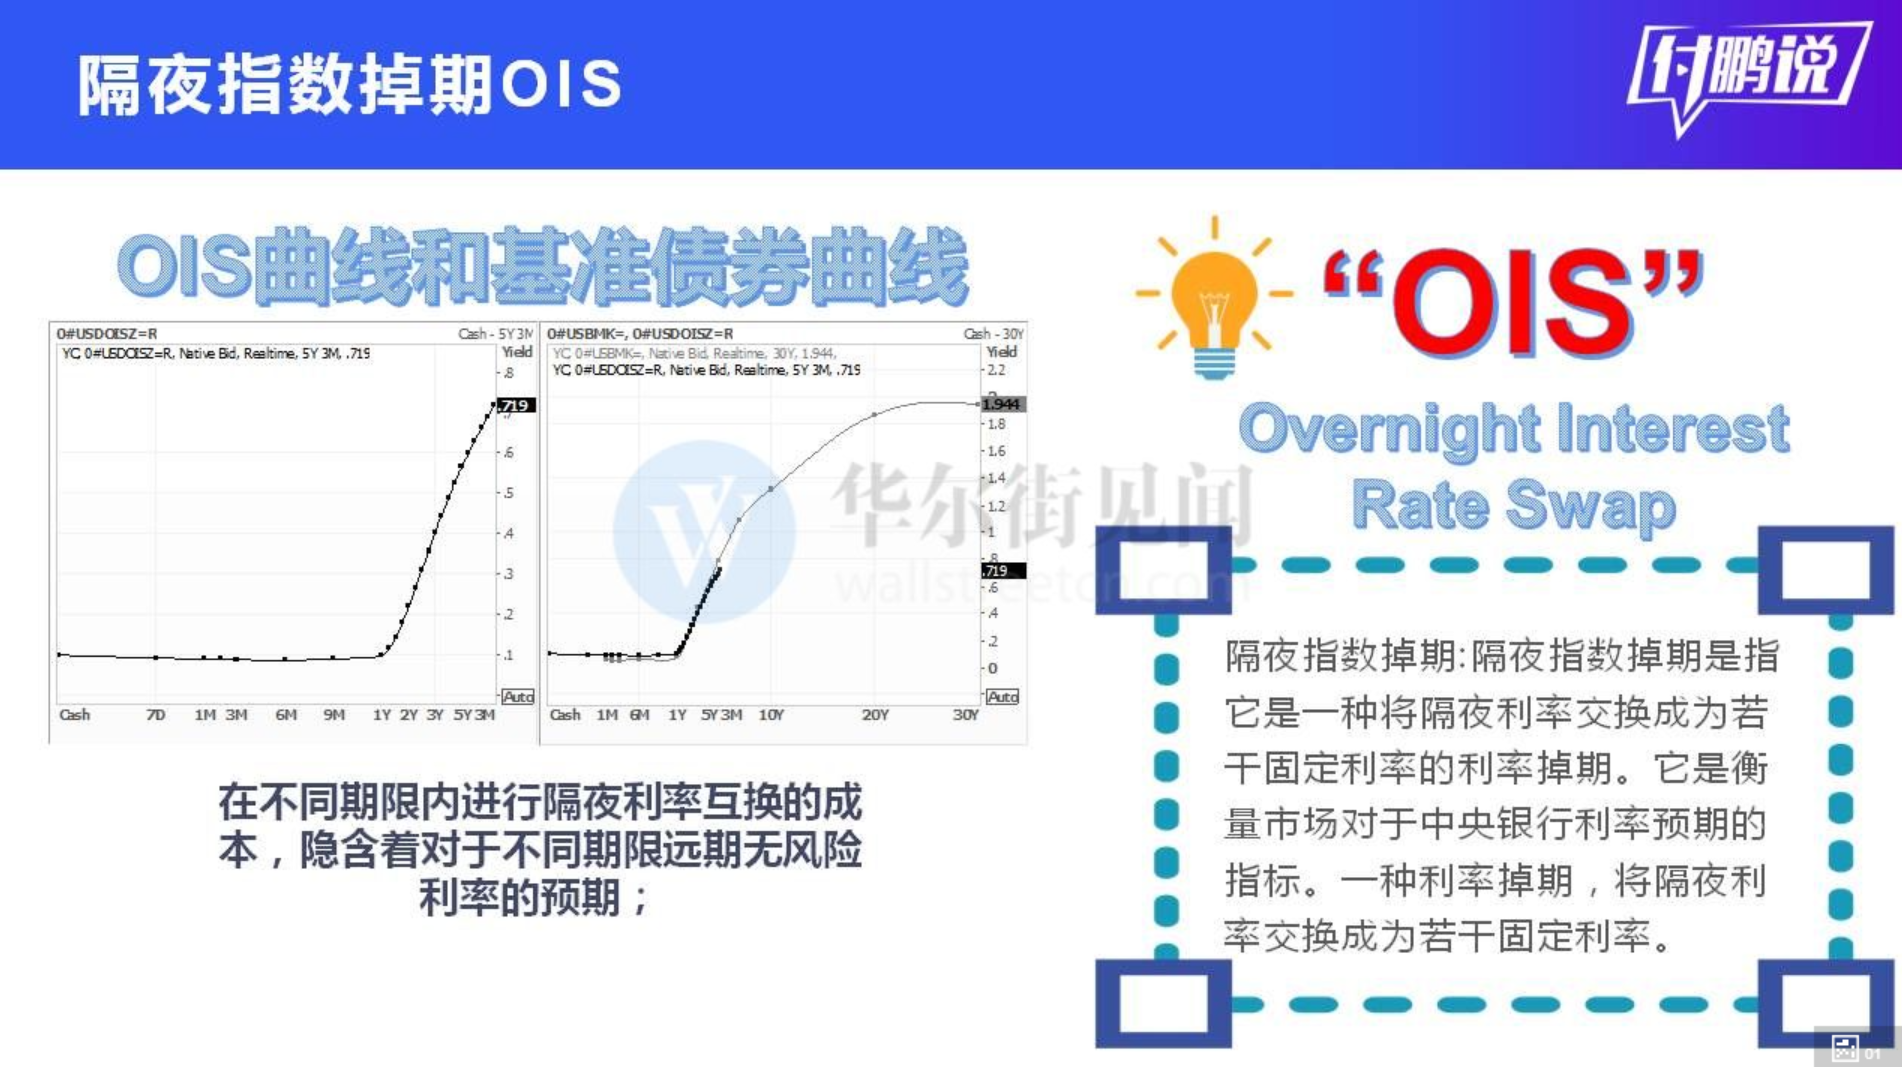 隔夜指数掉期OIS
付鹏说
OIS曲线和基准债券曲线
0#USDOISZ=R
Cash - 5Y 3M
YC, 0#USDOISZ=R, Native Bid, Realtime, 5Y 3M, .719
Yield
.8
.719
.7
.6
.5
.4
.3
.2
.1
Auto
Cash 7D 1M 3M 6M 9M 1Y 2Y 3Y 5Y3M
0#USBMK=, 0#USDOISZ=R
Cash - 30Y
YC, 0#USBMK=, Native Bid, Realtime, 30Y, 1.944,
YC, 0#USDOISZ=R, Native Bid, Realtime, 5Y 3M, .719
Yield
2.2
2
1.944
1.8
1.6
1.4
1.2
1
.8
.719
.6
.4
.2
0
Auto
Cash 1M 6M 1Y 5Y3M 10Y 20Y 30Y
华尔街见闻
wallstreetcn.com
在不同期限内进行隔夜利率互换的成
本，隐含着对于不同期限远期无风险
利率的预期；
“OIS”
Overnight Interest
Rate Swap
隔夜指数掉期:隔夜指数掉期是指
它是一种将隔夜利率交换成为若
干固定利率的利率掉期。它是衡
量市场对于中央银行利率预期的
指标。一种利率掉期，将隔夜利
率交换成为若干固定利率。
01